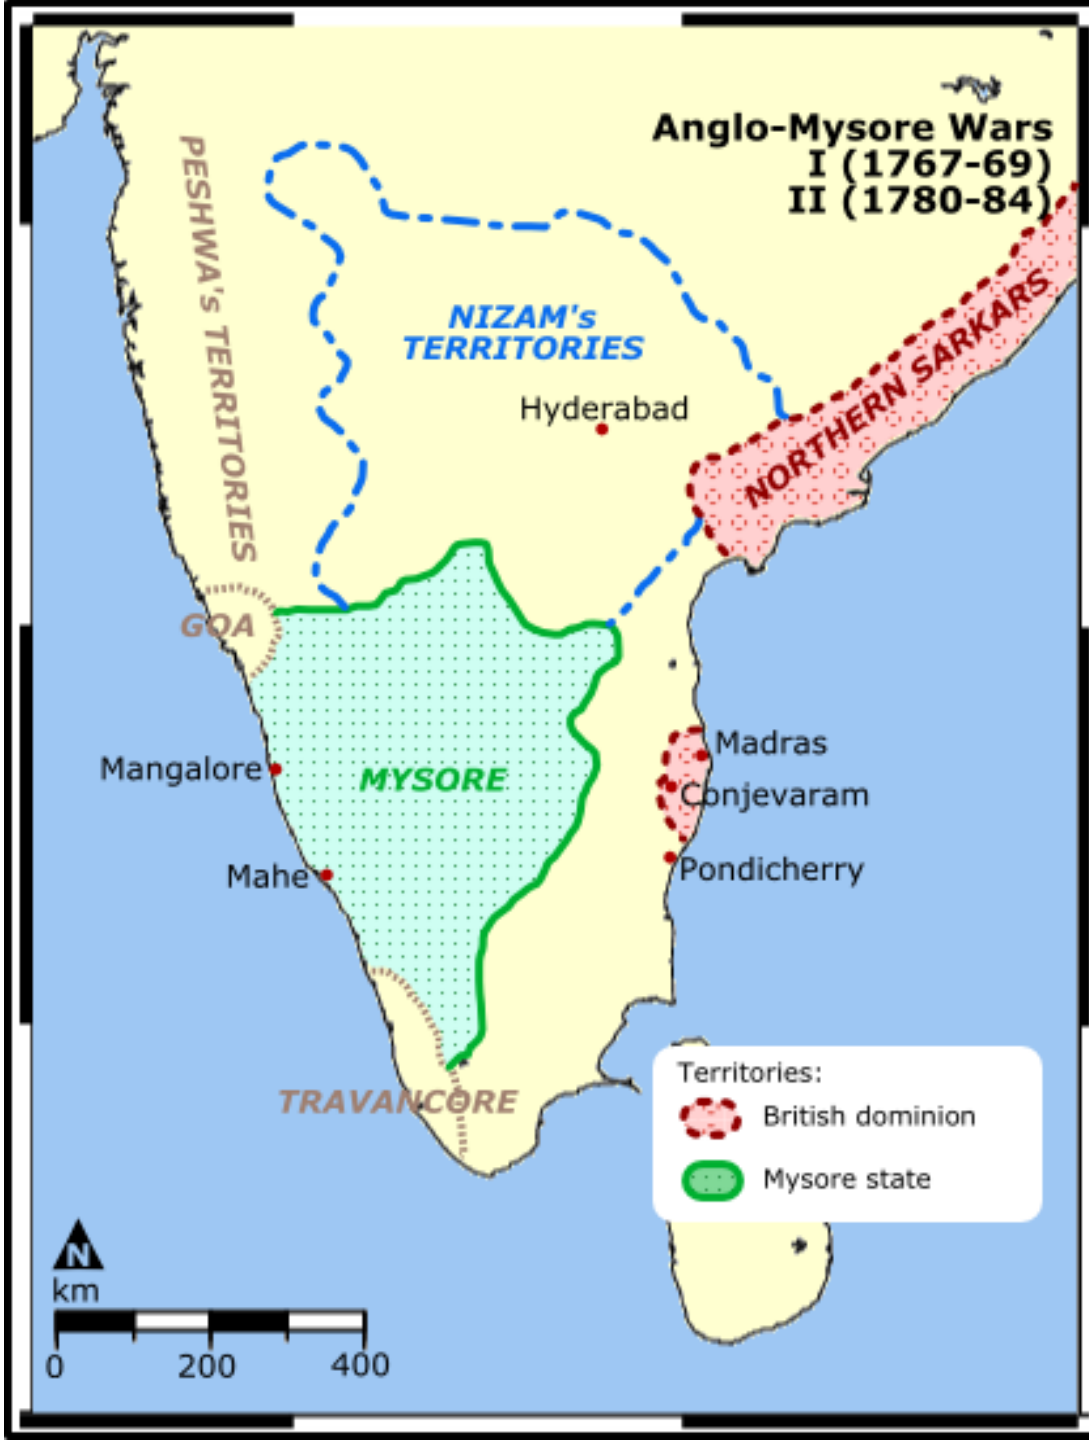 Anglo-Mysore Wars
I (1767-69)
II (1780-84)
PESHWA's TERRITORIES
NIZAM's
TERRITORIES
NORTHERN SARKARS
Hyderabad
GOA
Madras
Mangalore
MYSORE
Conjevaram
Mahe
Pondicherry
TRAVANCORE
Territories:
British dominion
Mysore state
N
km
0 200 400